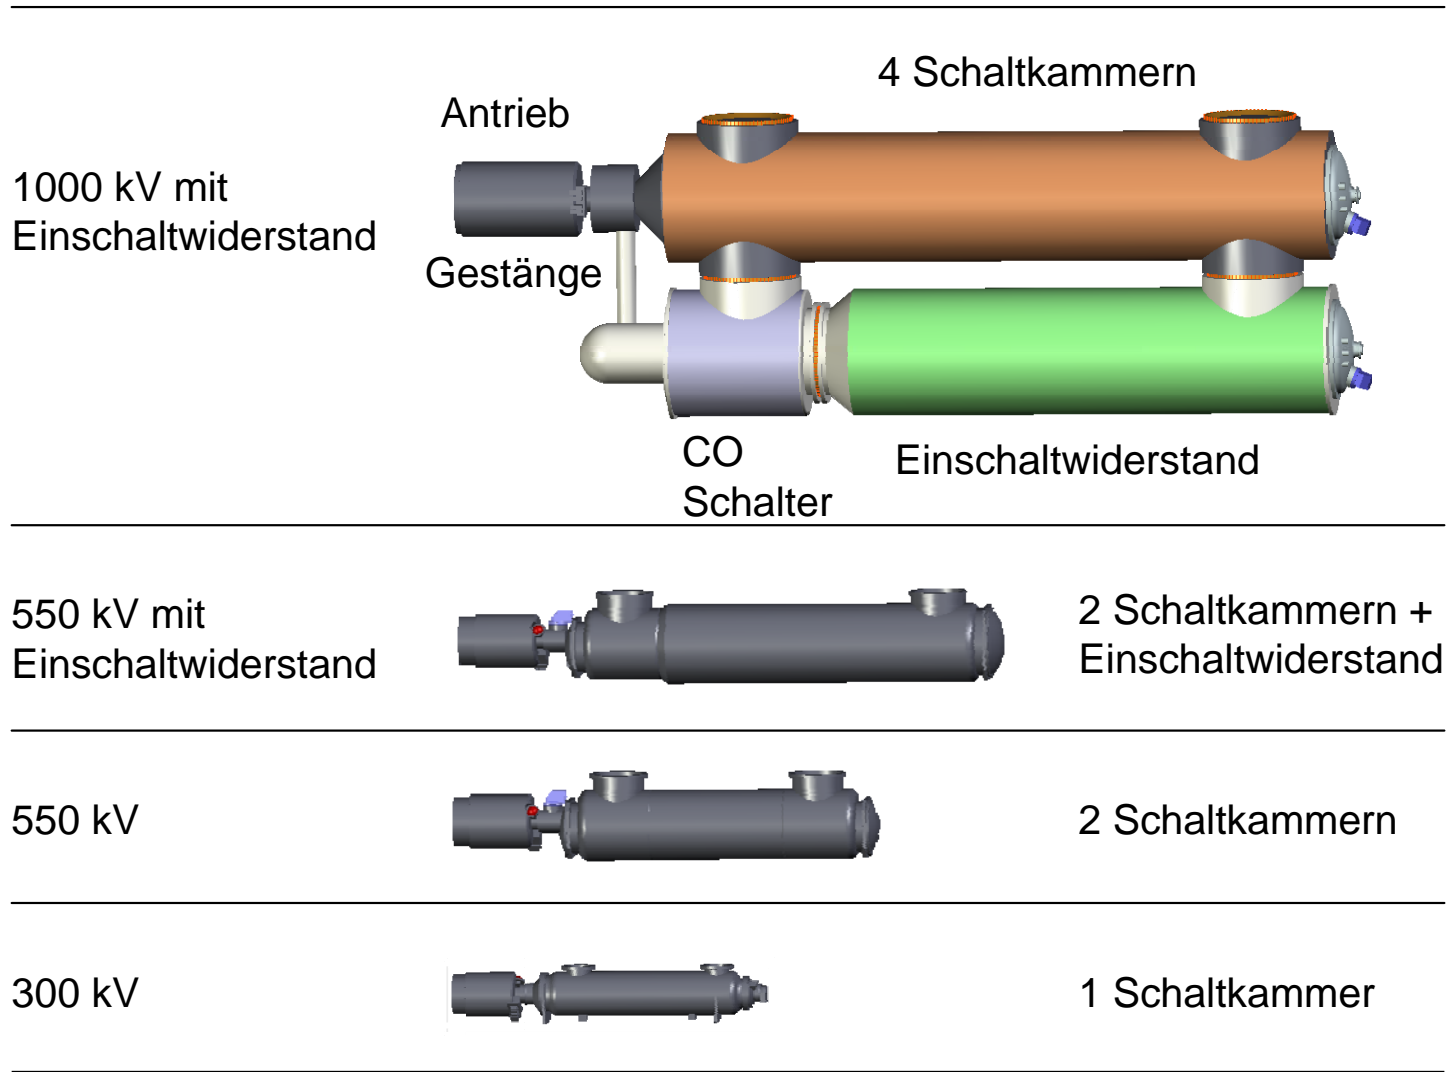 4 Schaltkammern
Antrieb
1000 kV mit
Einschaltwiderstand
Gestänge
CO
Schalter
Einschaltwiderstand
550 kV mit
Einschaltwiderstand
2 Schaltkammern +
Einschaltwiderstand
550 kV
2 Schaltkammern
300 kV
1 Schaltkammer